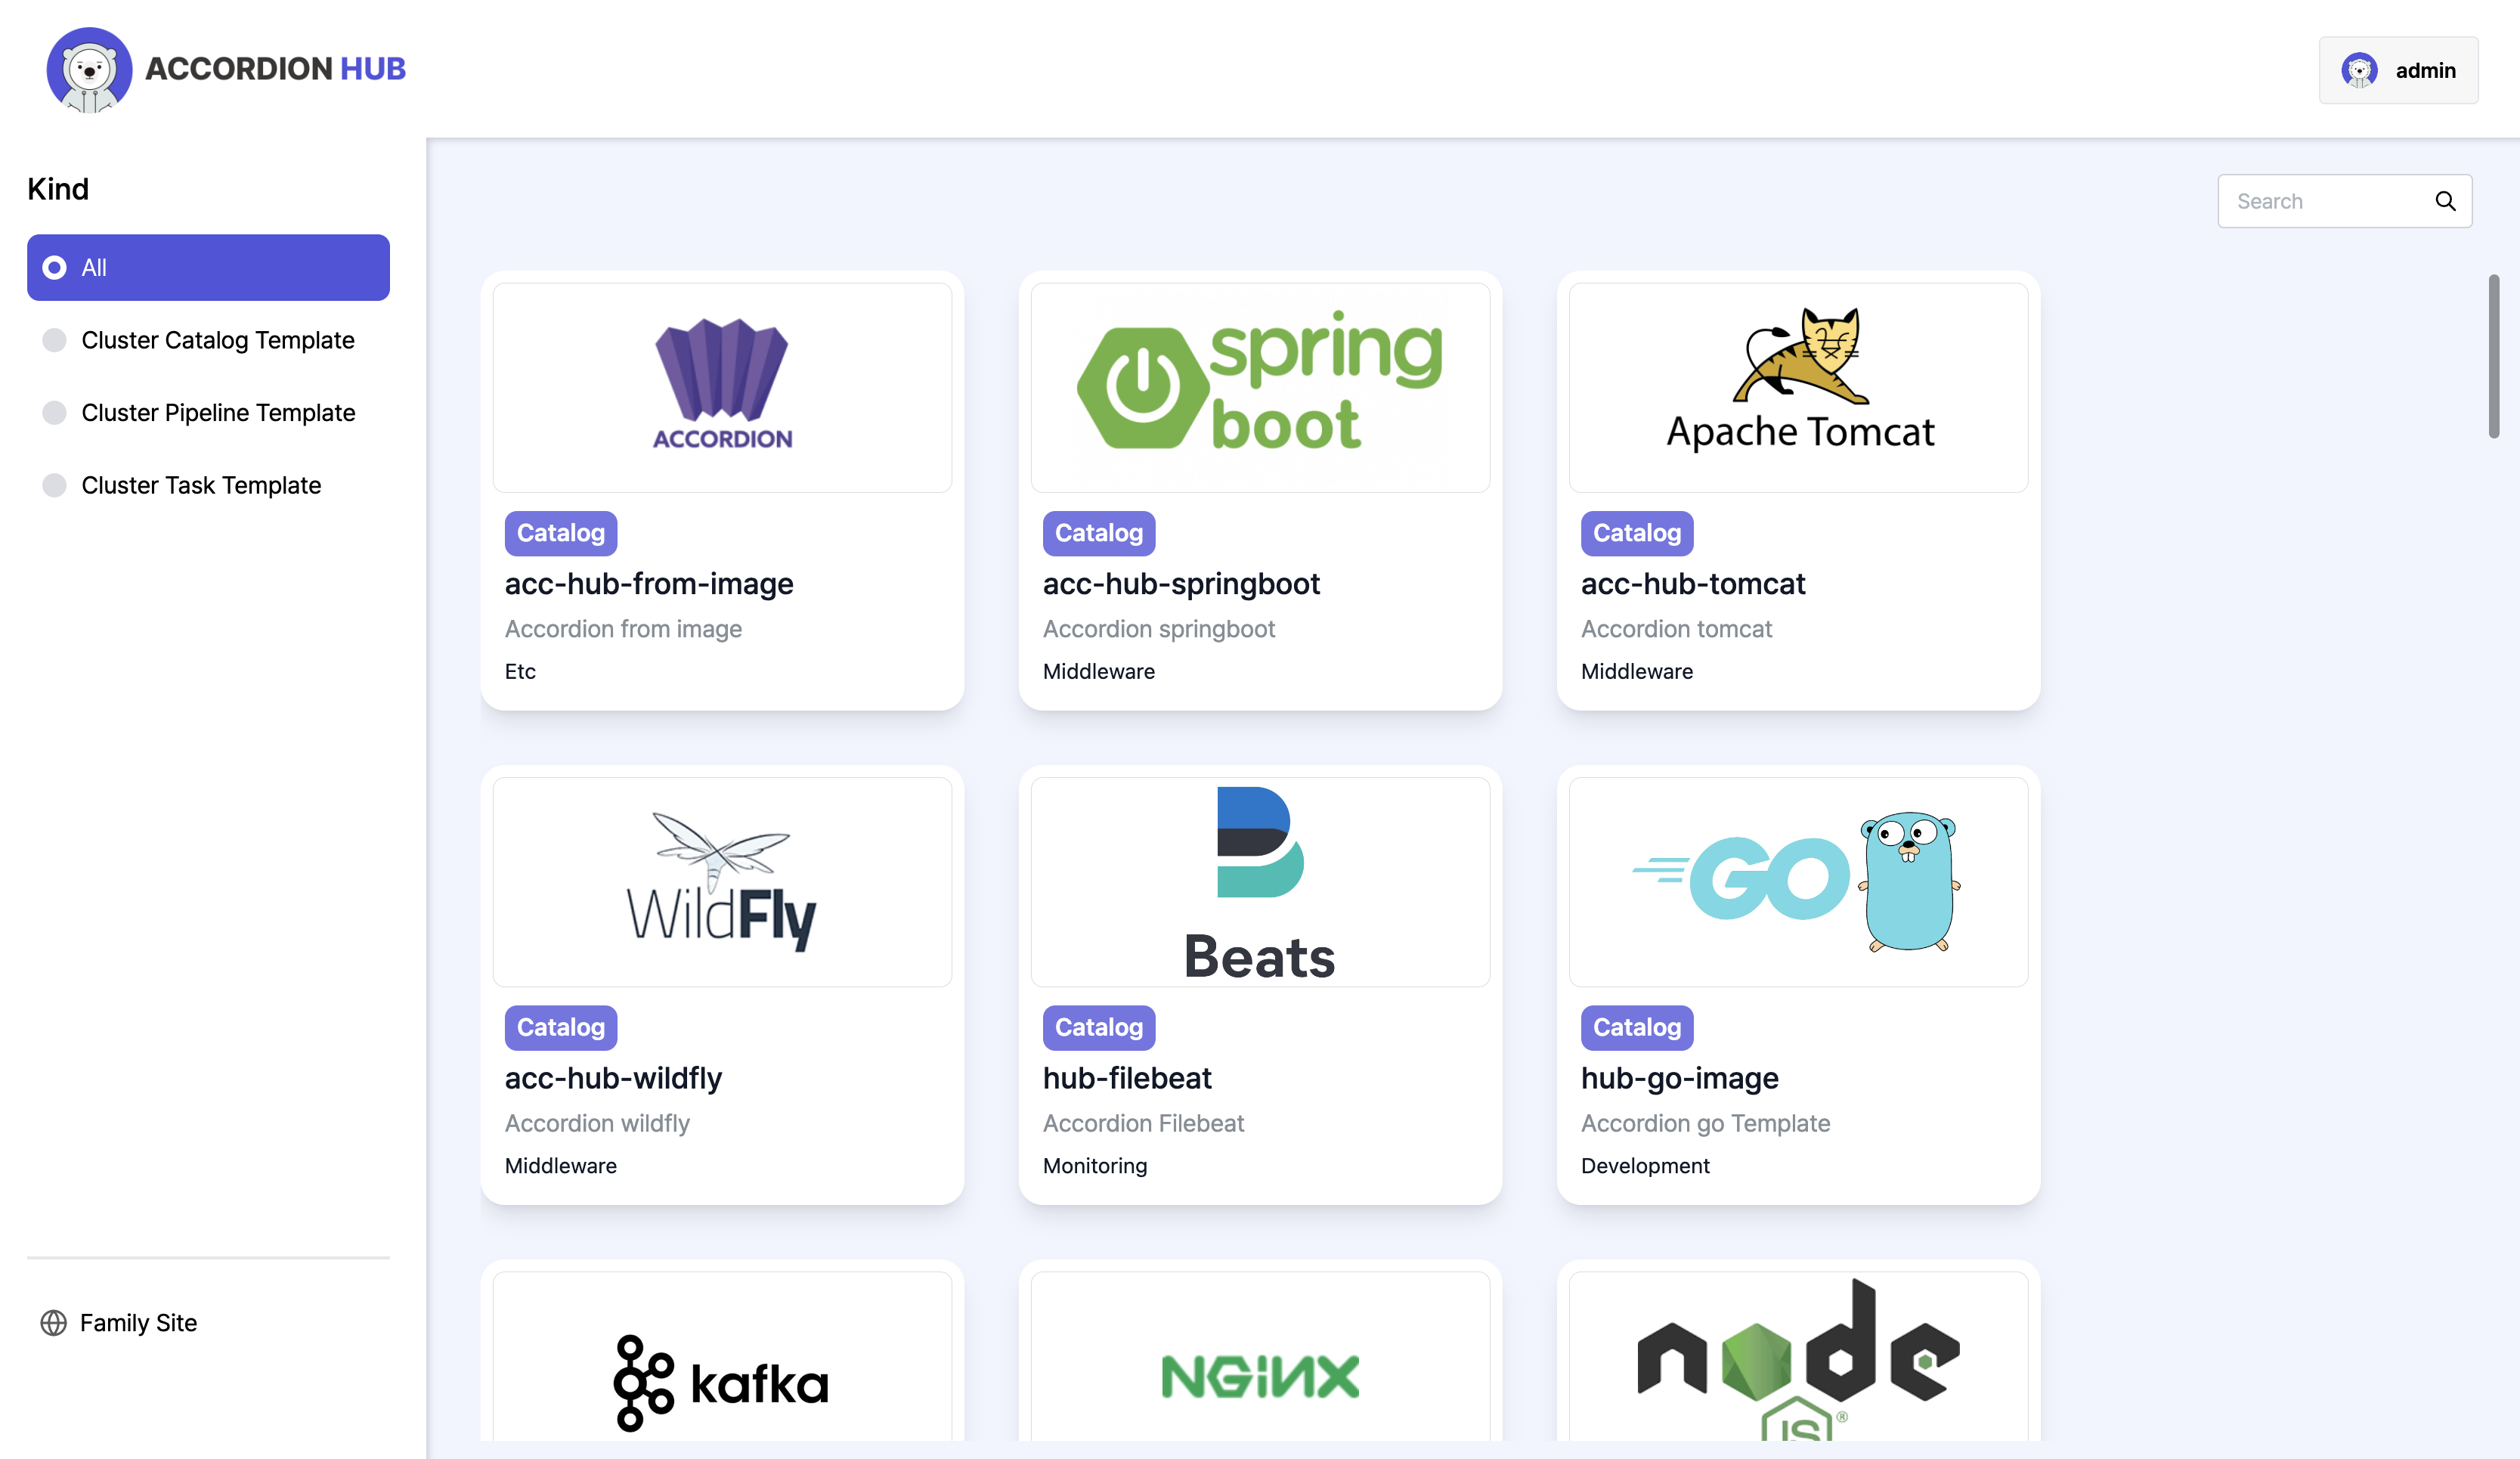 ACCORDION HUB
admin
Kind
All
Cluster Catalog Template
Cluster Pipeline Template
Cluster Task Template
Family Site
Search
ACCORDION
Catalog
acc-hub-from-image
Accordion from image
Etc
spring
boot
Catalog
acc-hub-springboot
Accordion springboot
Middleware
Apache Tomcat
Catalog
acc-hub-tomcat
Accordion tomcat
Middleware
WildFly
Catalog
acc-hub-wildfly
Accordion wildfly
Middleware
Beats
Catalog
hub-filebeat
Accordion Filebeat
Monitoring
GO
Catalog
hub-go-image
Accordion go Template
Development
kafka
NGINX
node
JS®